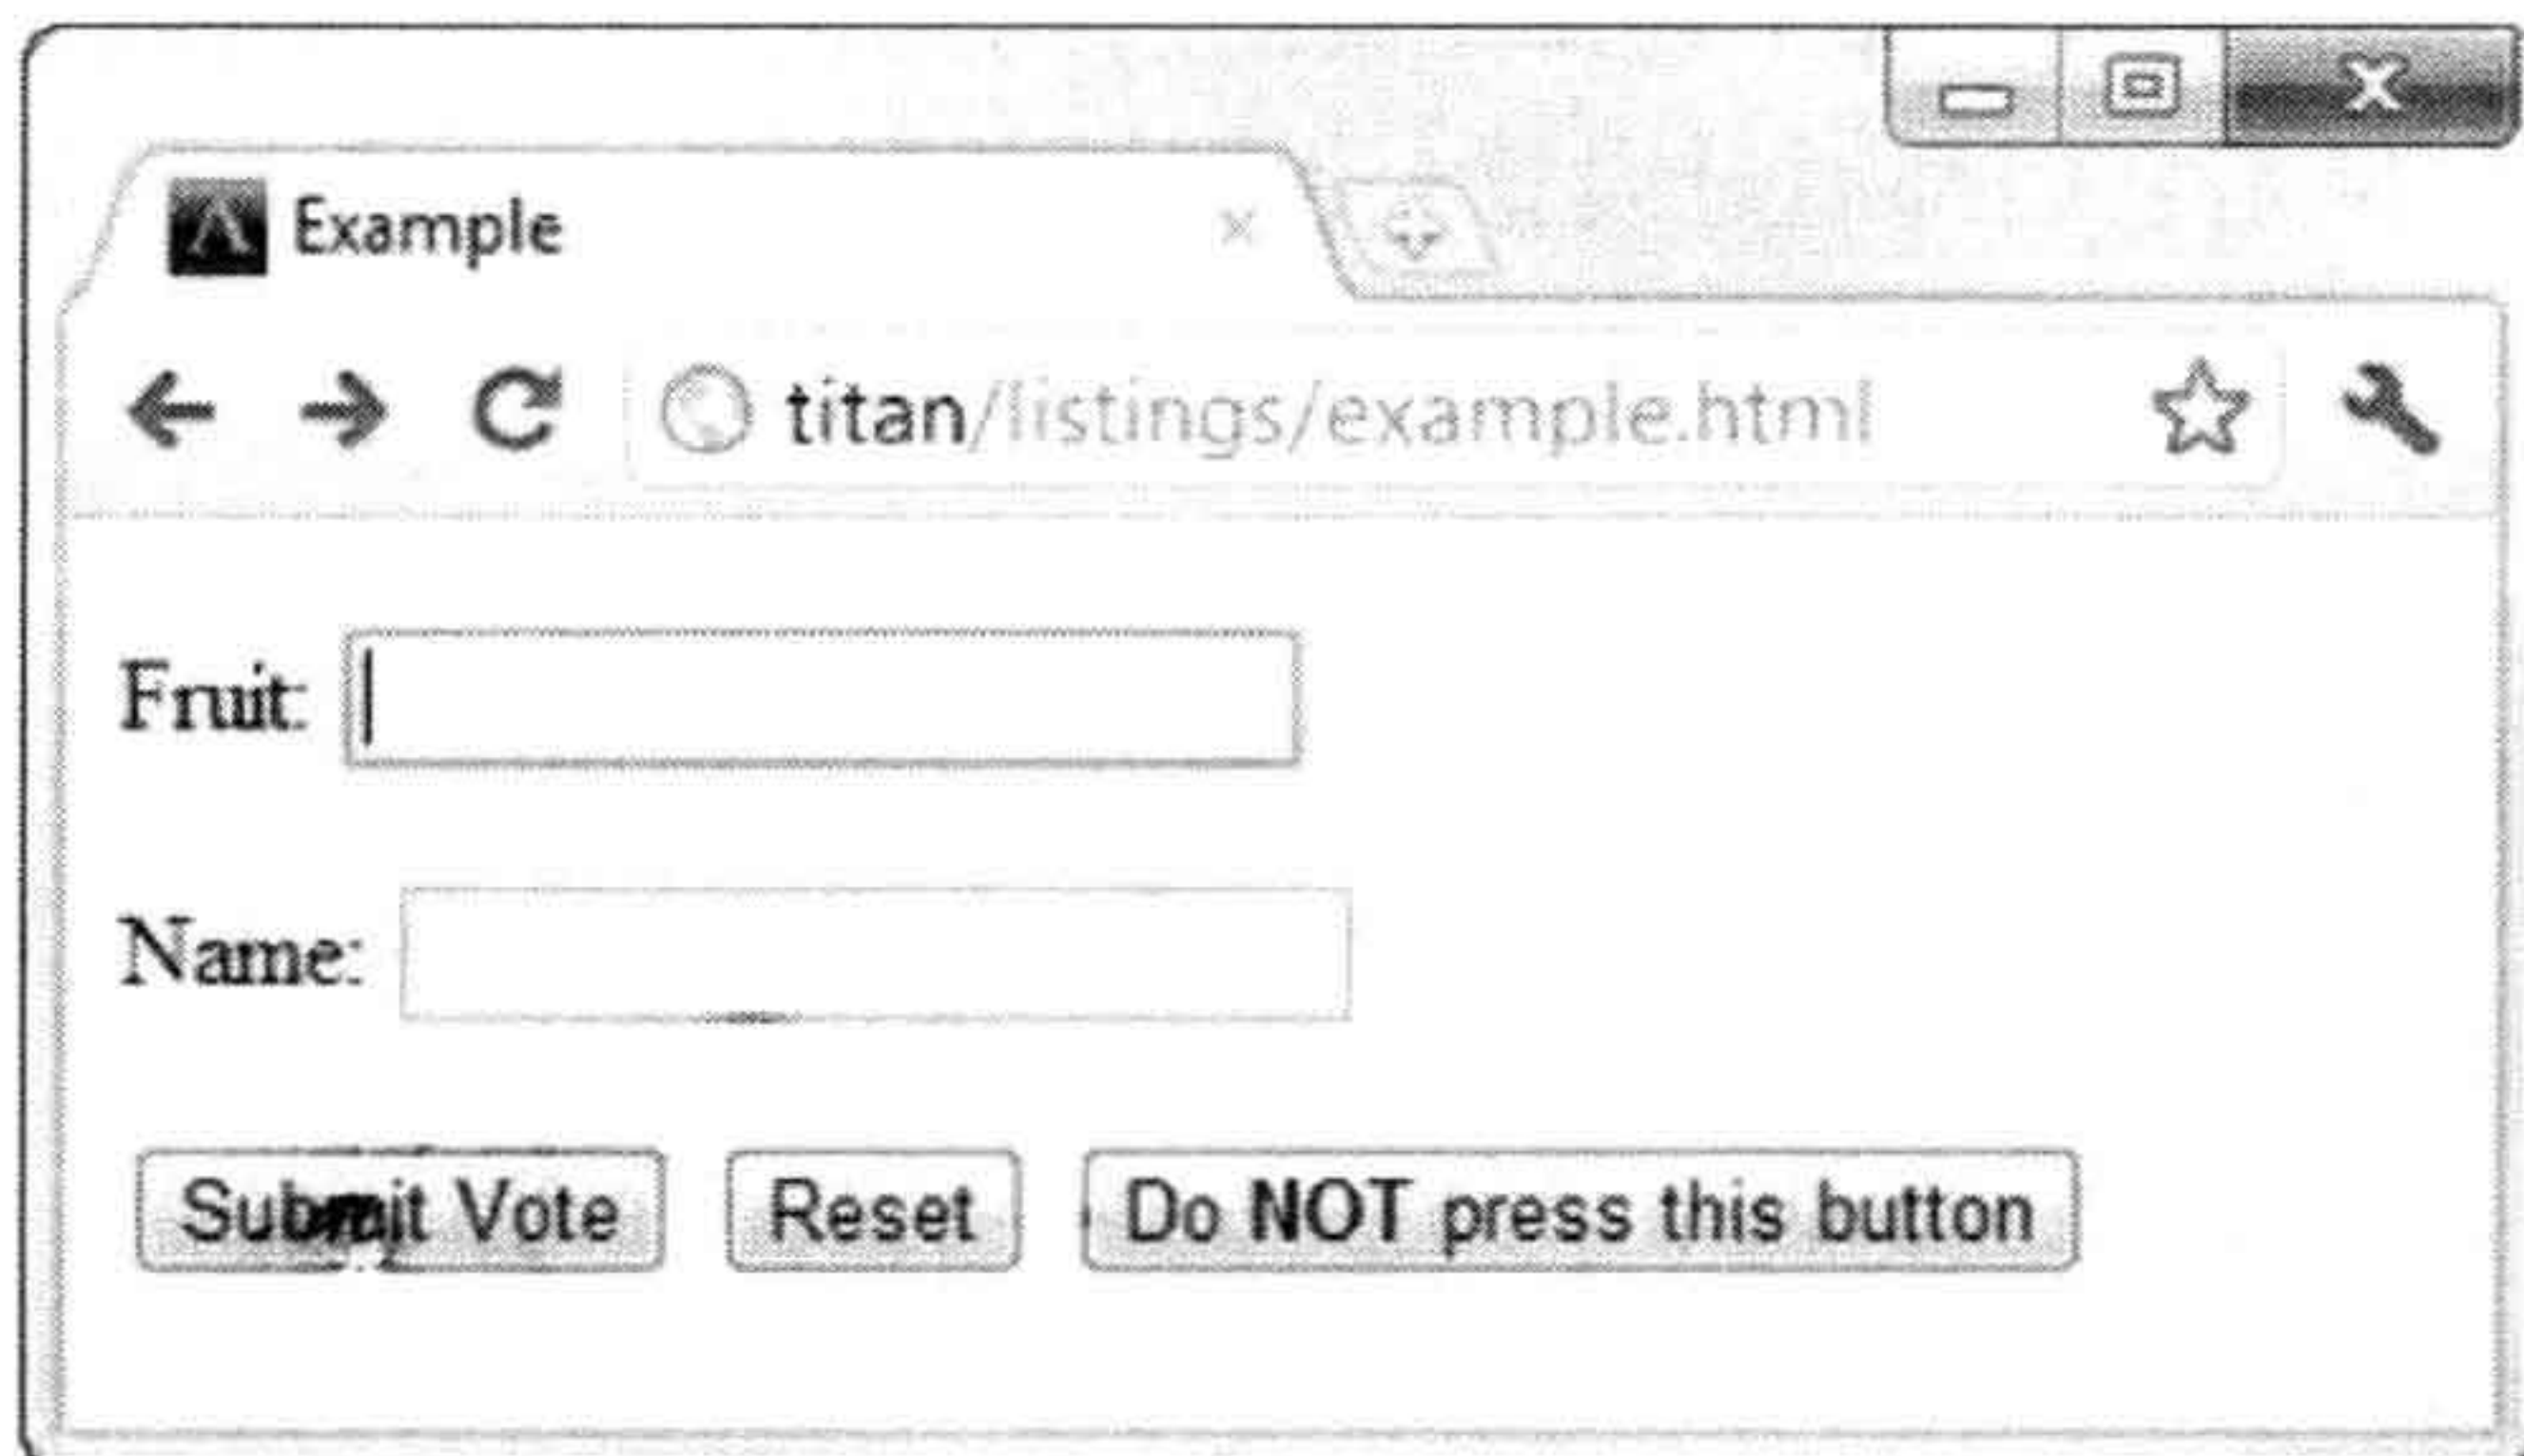 Example
titan/listings/example.html
Fruit:
Name:
Submit Vote Reset Do NOT press this button